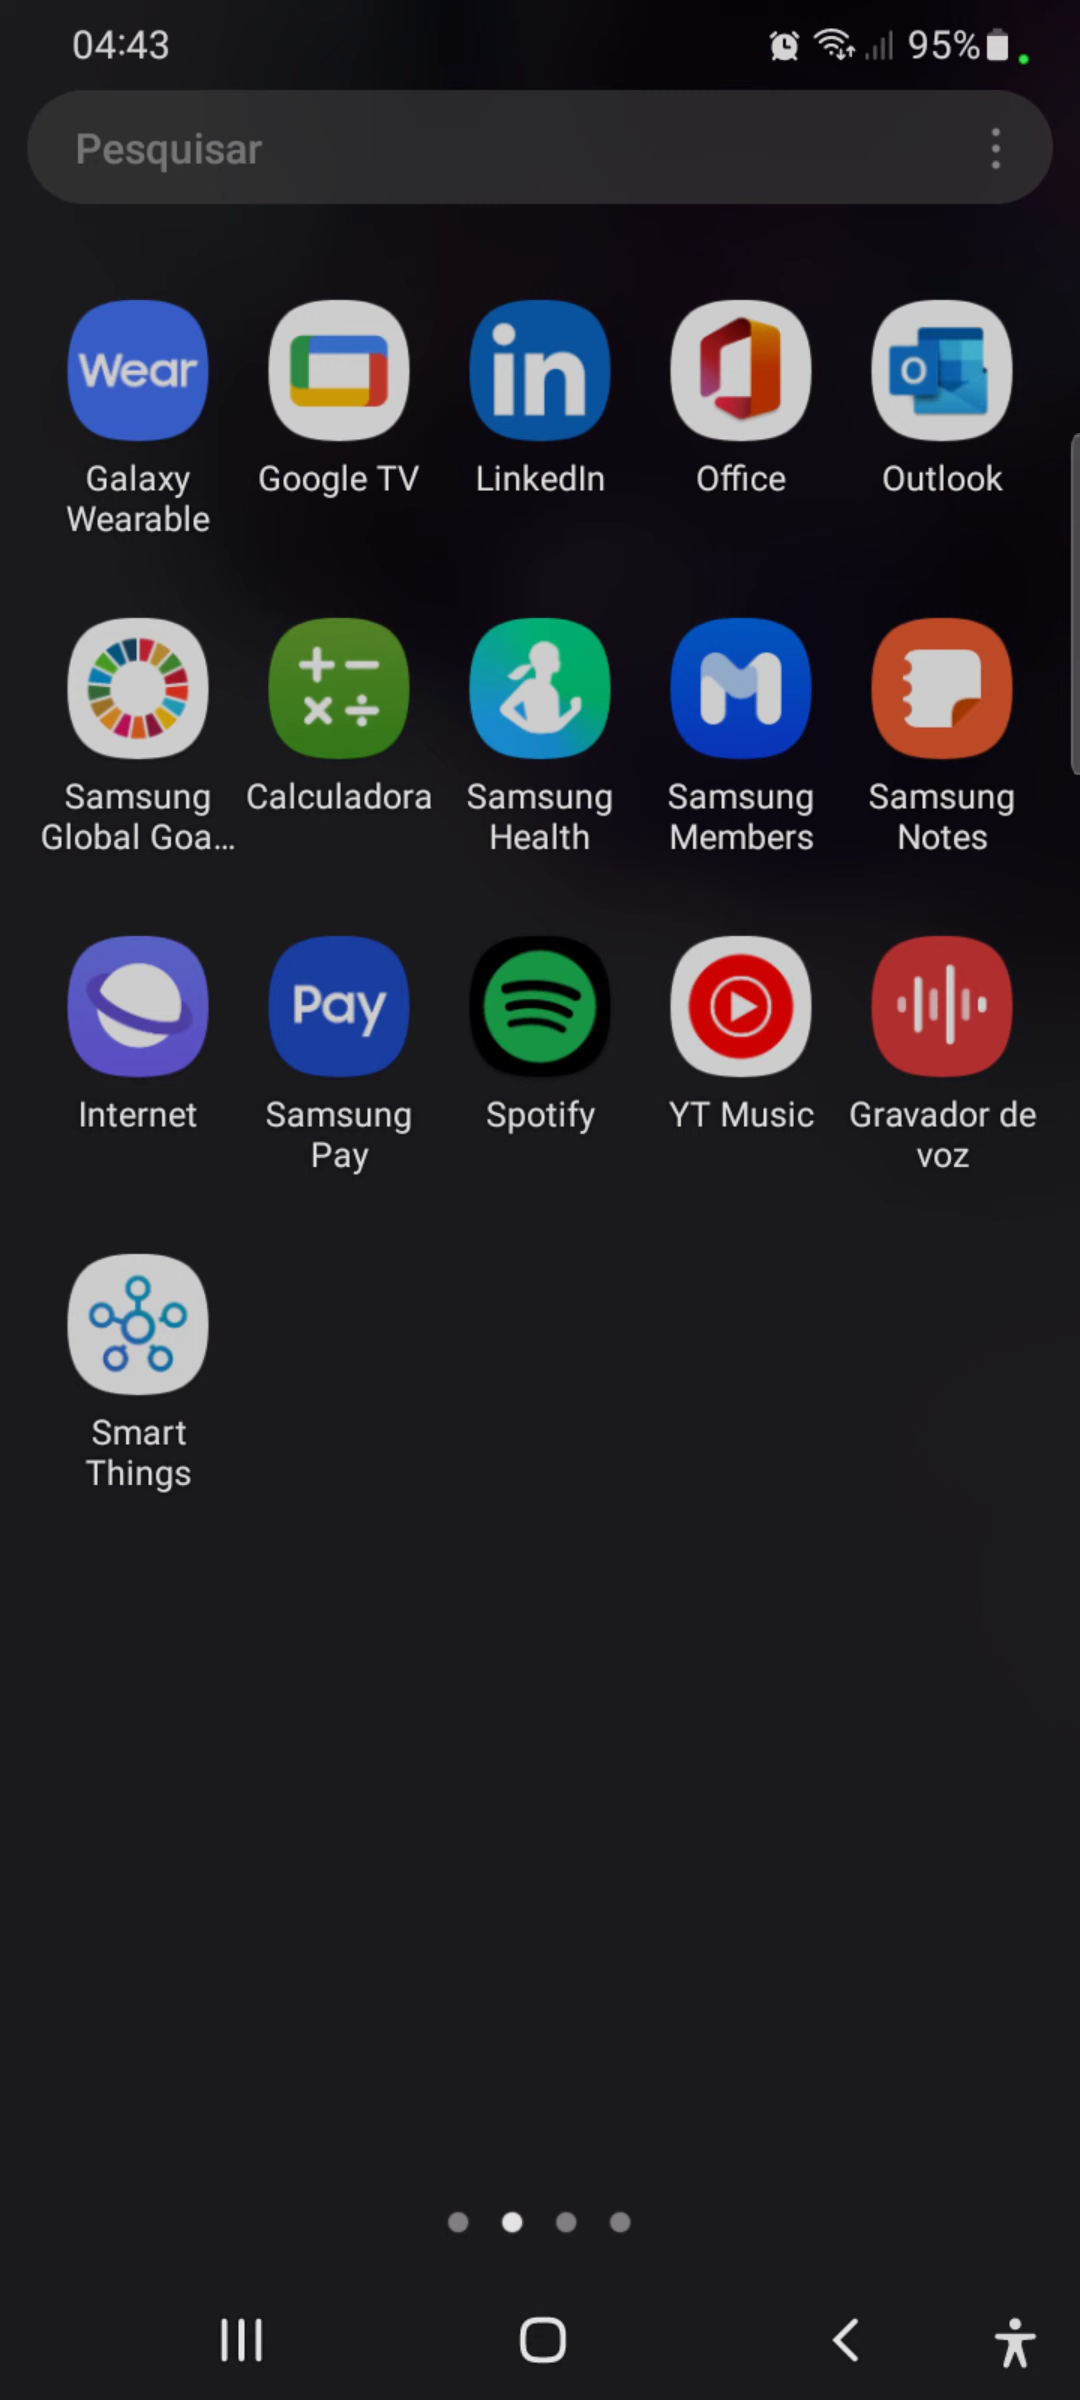 04:43
95%
Pesquisar
Wear
in
O
Galaxy
Wearable
Google TV
LinkedIn
Office
Outlook
Samsung
Global Goa...
Calculadora
Samsung
Health
Samsung
Members
Samsung
Notes
Pay
Internet
Samsung
Pay
Spotify
YT Music
Gravador de
voz
Smart
Things